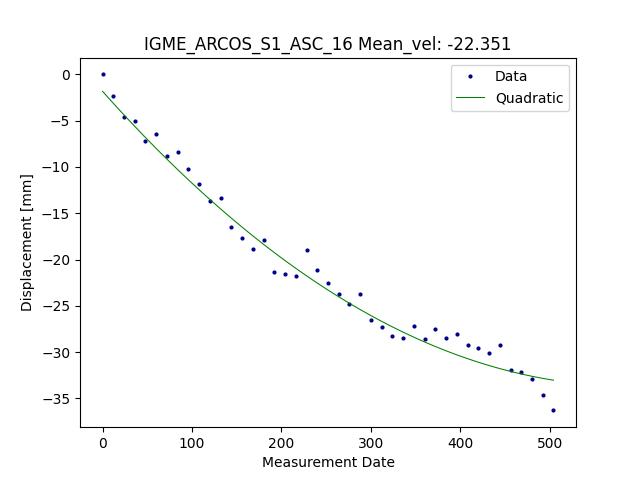 IGME_ARCOS_S1_ASC_16 Mean_vel: -22.351
Data
Quadratic
0
−5
−10
−15
−20
−25
−30
−35
Displacement [mm]
0 100 200 300 400 500
Measurement Date